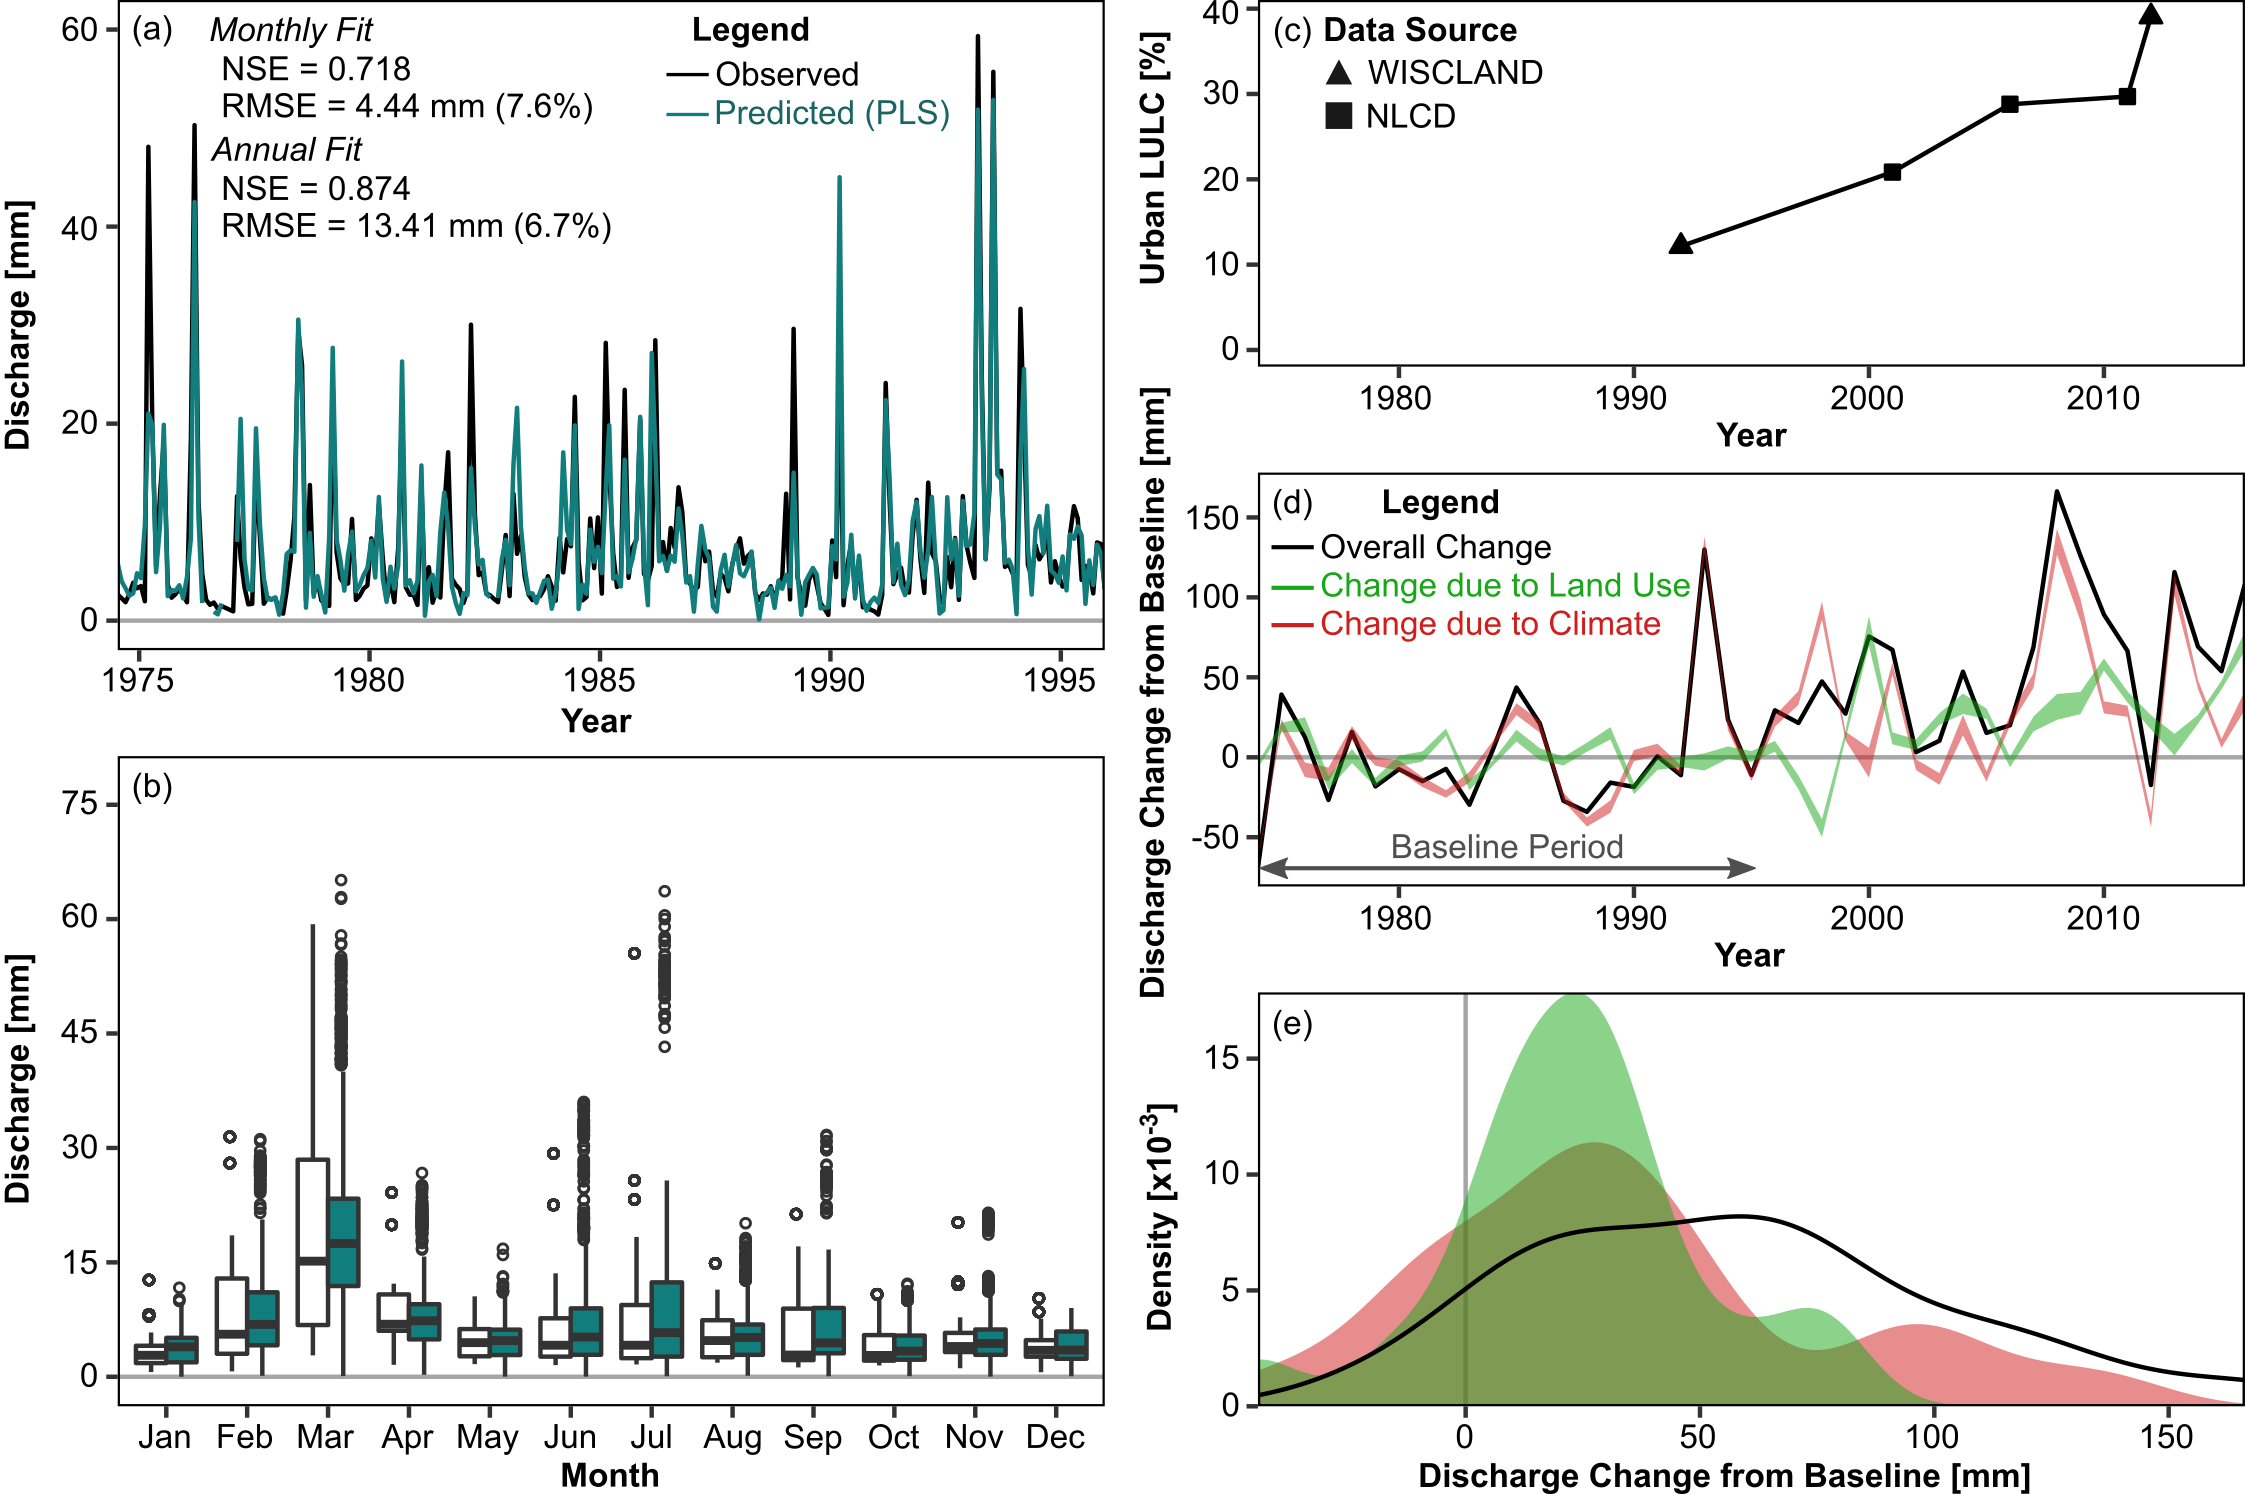 (a)
Monthly Fit
NSE = 0.718
RMSE = 4.44 mm (7.6%)
Annual Fit
NSE = 0.874
RMSE = 13.41 mm (6.7%)
Legend
Observed
Predicted (PLS)
Discharge [mm]
60
40
20
0
1975 1980 1985 1990 1995
Year
(b)
Discharge [mm]
75
60
45
30
15
0
Jan Feb Mar Apr May Jun Jul Aug Sep Oct Nov Dec
Month
(c) Data Source
WISCLAND
NLCD
Urban LULC [%]
40
30
20
10
0
1980 1990 2000 2010
Year
(d) Legend
Overall Change
Change due to Land Use
Change due to Climate
Baseline Period
Discharge Change from Baseline [mm]
150
100
50
0
-50
1980 1990 2000 2010
Year
(e)
Density [x10⁻³]
15
10
5
0
0 50 100 150
Discharge Change from Baseline [mm]